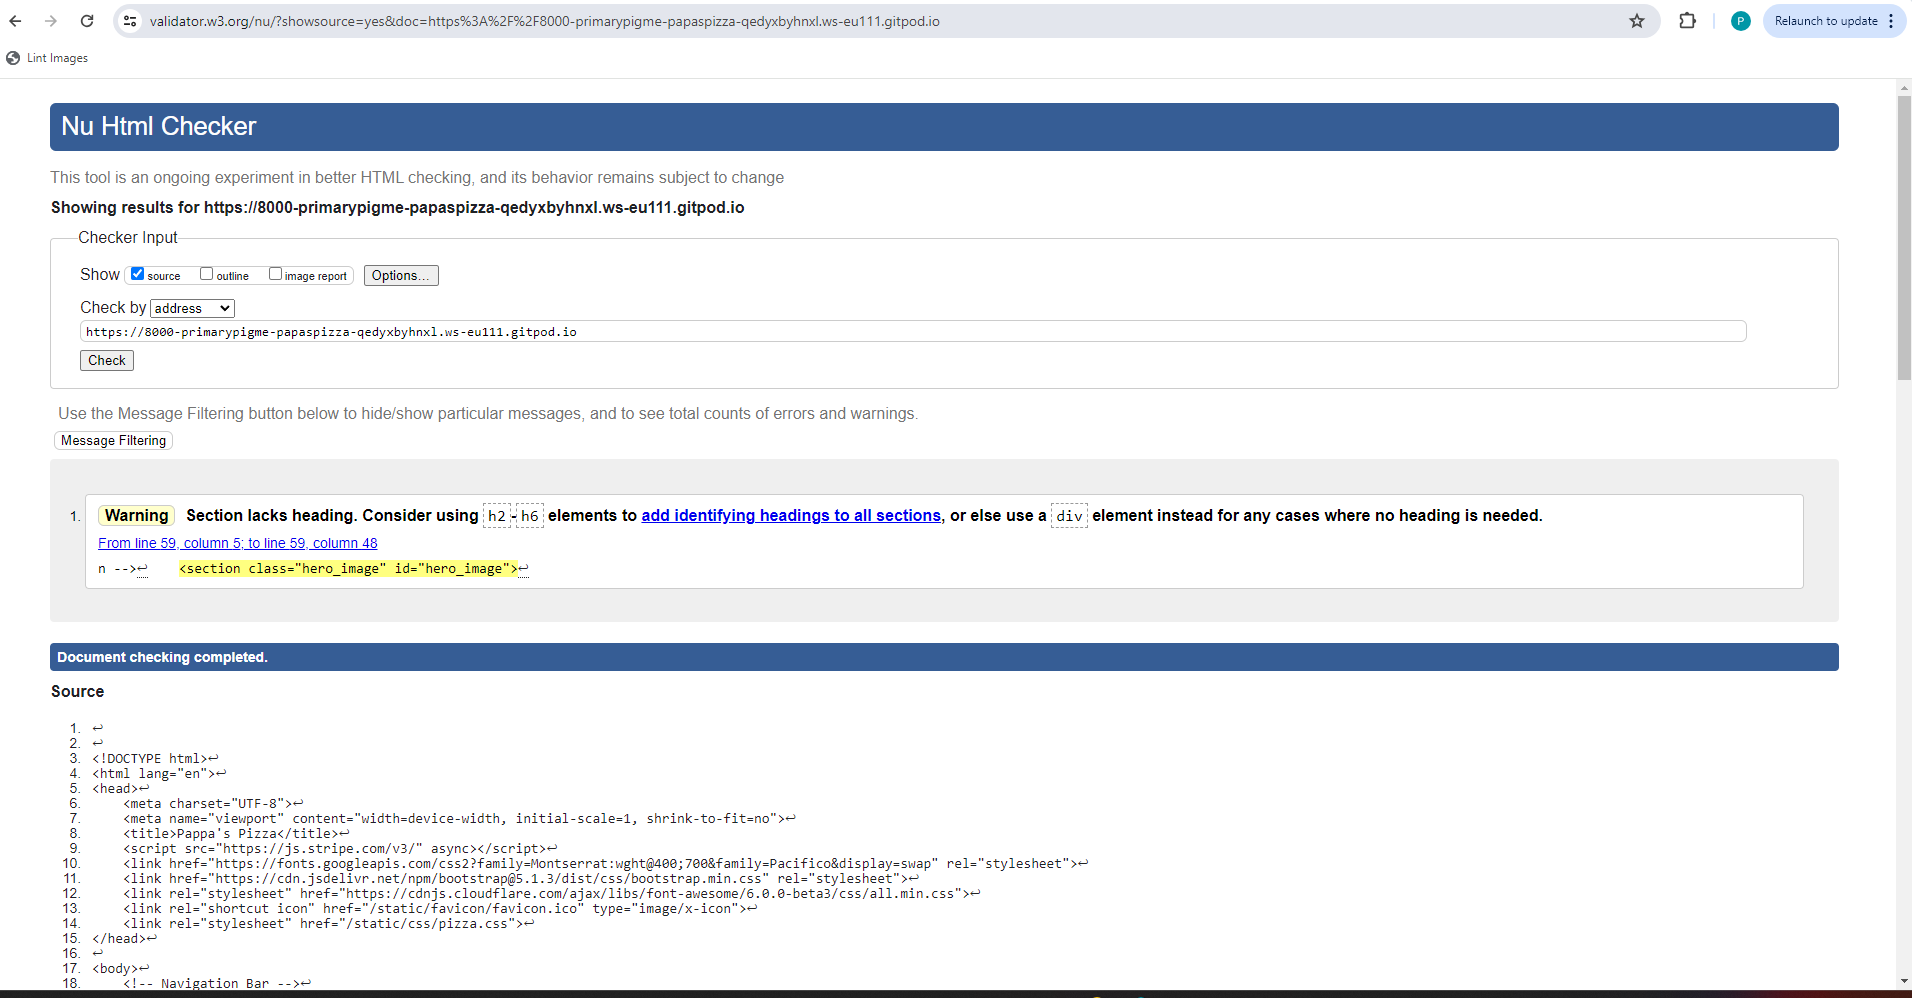 validator.w3.org/nu/?showsource=yes&doc=https%3A%2F%2F8000-primarypigme-papaspizza-qedyxbyhnxl.ws-eu111.gitpod.io
P
Relaunch to update
Lint Images
Nu Html Checker
This tool is an ongoing experiment in better HTML checking, and its behavior remains subject to change
Showing results for https://8000-primarypigme-papaspizza-qedyxbyhnxl.ws-eu111.gitpod.io
Checker Input
Show source outline image report Options...
Check by address
https://8000-primarypigme-papaspizza-qedyxbyhnxl.ws-eu111.gitpod.io
Check
Use the Message Filtering button below to hide/show particular messages, and to see total counts of errors and warnings.
Message Filtering
1. Warning Section lacks heading. Consider using h2-h6 elements to add identifying headings to all sections, or else use a div element instead for any cases where no heading is needed.
From line 59, column 5; to line 59, column 48
n -->↩ <section class="hero_image" id="hero_image">↩
Document checking completed.
Source
1. ↩
2. ↩
3. <!DOCTYPE html>↩
4. <html lang="en">↩
5. <head>↩
6. <meta charset="UTF-8">↩
7. <meta name="viewport" content="width=device-width, initial-scale=1, shrink-to-fit=no">↩
8. <title>Pappa's Pizza</title>↩
9. <script src="https://js.stripe.com/v3/" async></script>↩
10. <link href="https://fonts.googleapis.com/css2?family=Montserrat:wght@400;700&family=Pacifico&display=swap" rel="stylesheet">↩
11. <link href="https://cdn.jsdelivr.net/npm/bootstrap@5.1.3/dist/css/bootstrap.min.css" rel="stylesheet">↩
12. <link rel="stylesheet" href="https://cdnjs.cloudflare.com/ajax/libs/font-awesome/6.0.0-beta3/css/all.min.css">↩
13. <link rel="shortcut icon" href="/static/favicon/favicon.ico" type="image/x-icon">↩
14. <link rel="stylesheet" href="/static/css/pizza.css">↩
15. </head>↩
16. ↩
17. <body>↩
18. <!-- Navigation Bar -->↩